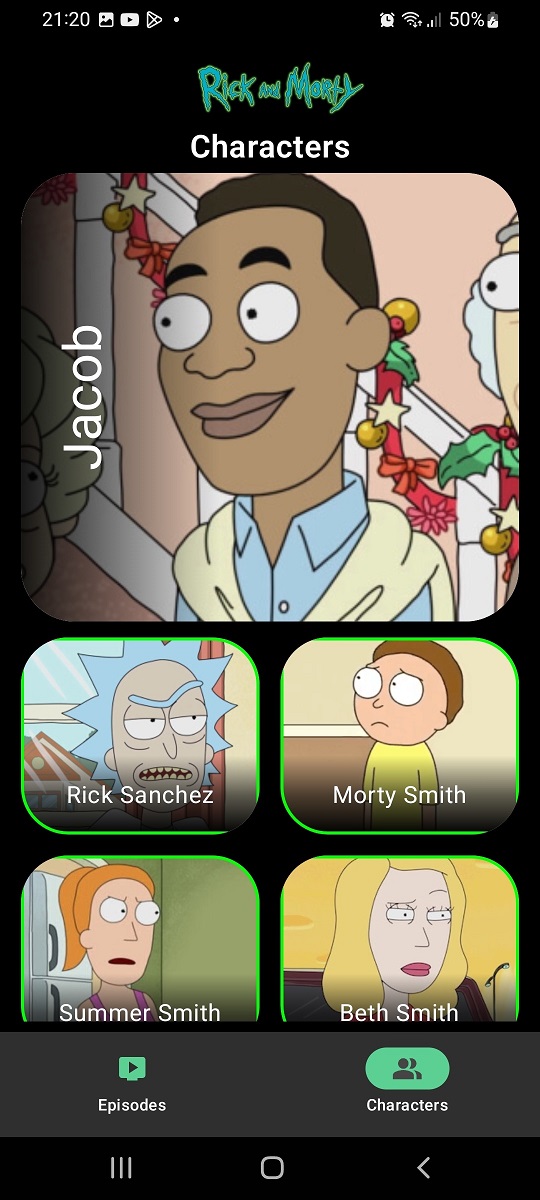 21:20
50%
Rick and Morty
Characters
Jacob
Rick Sanchez
Morty Smith
Summer Smith
Beth Smith
Episodes
Characters